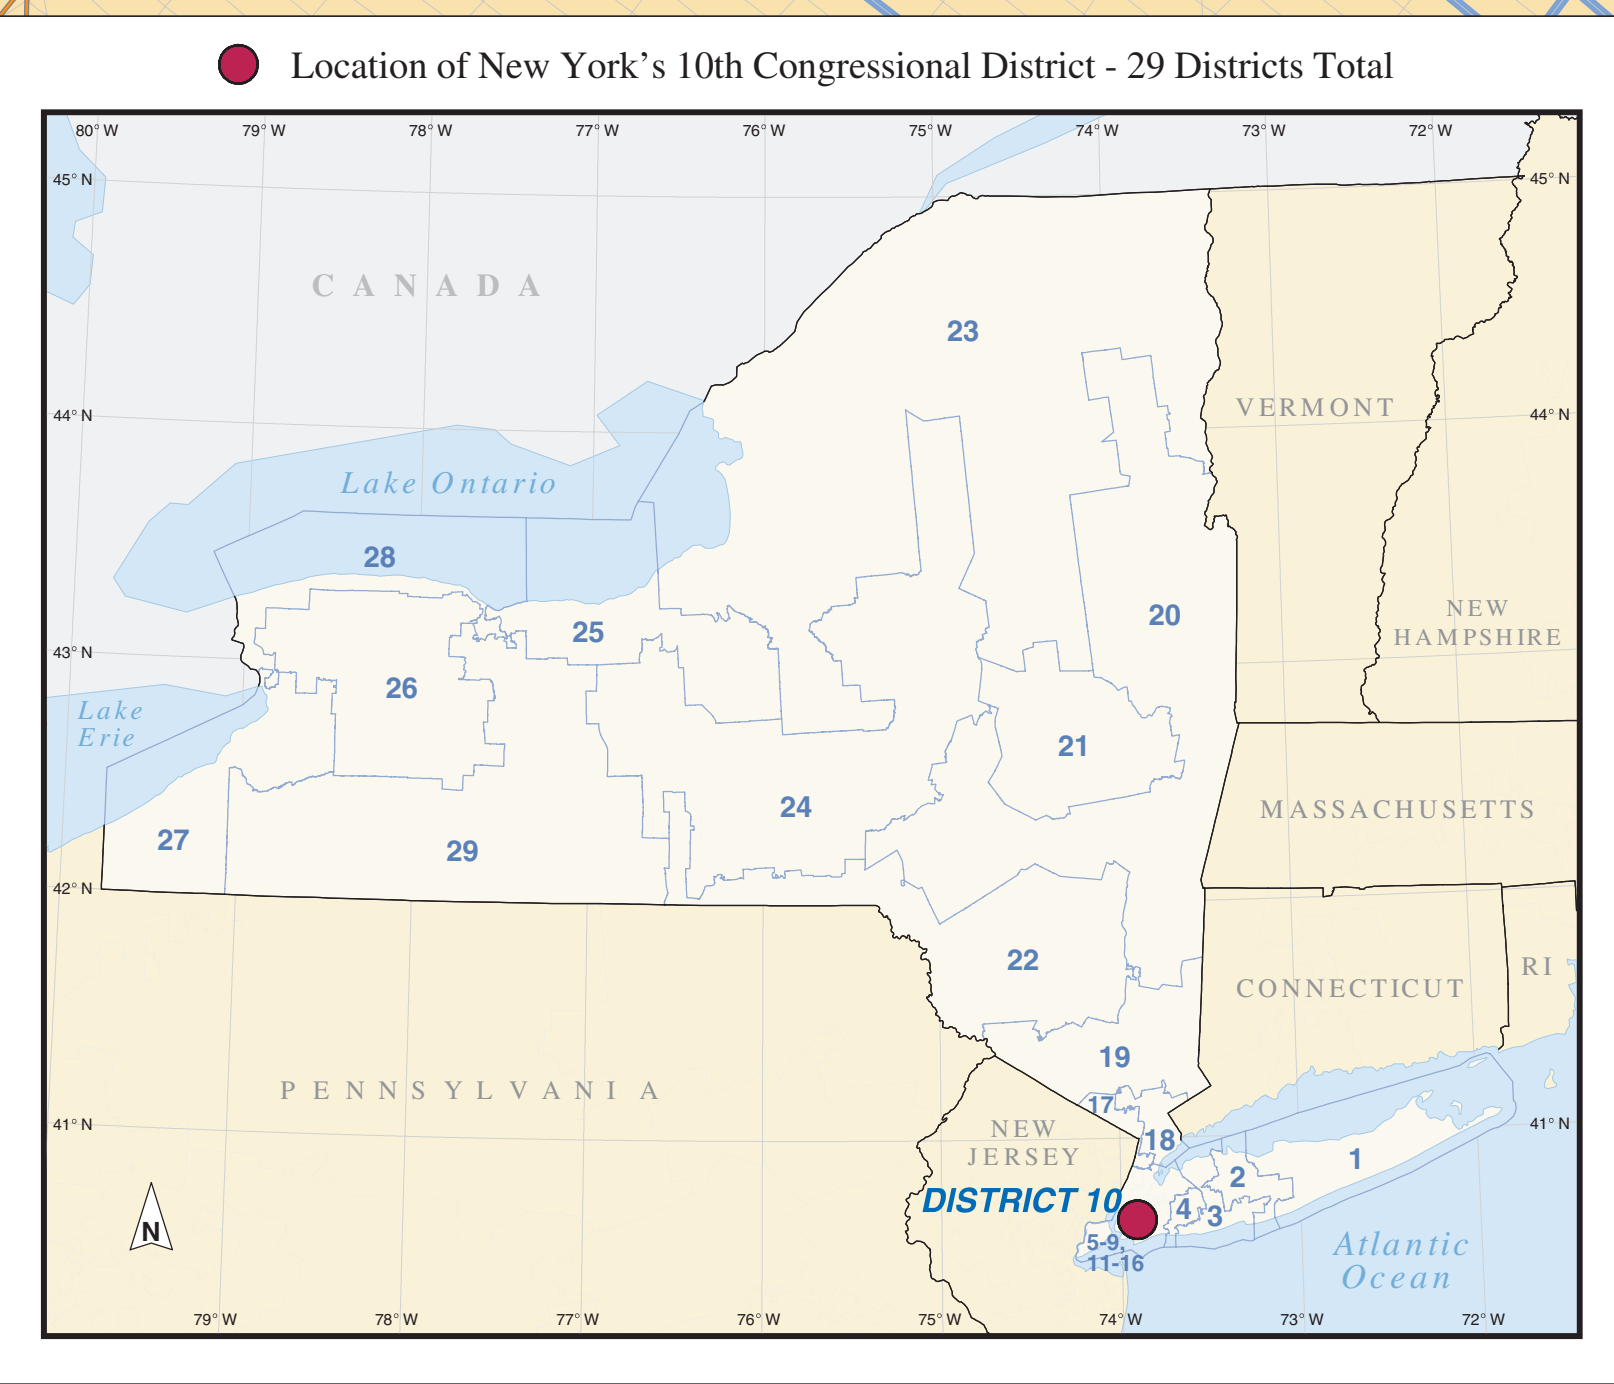 Location of New York’s 10th Congressional District - 29 Districts Total
80° W 79° W 78° W 77° W 76° W 75° W 74° W 73° W 72° W
45° N 45° N
CANADA
23
VERMONT
44° N 44° N
Lake Ontario
28
NEW
HAMPSHIRE
20
25
43° N
26
Lake
Erie
21
MASSACHUSETTS
24
27
29
42° N
22
CONNECTICUT
RI
19
PENNSYLVANIA
17
41° N 41° N
NEW
JERSEY
18
1
2
DISTRICT 10
4
3
5-9,
11-16
N
Atlantic
Ocean
79° W 78° W 77° W 76° W 75° W 74° W 73° W 72° W